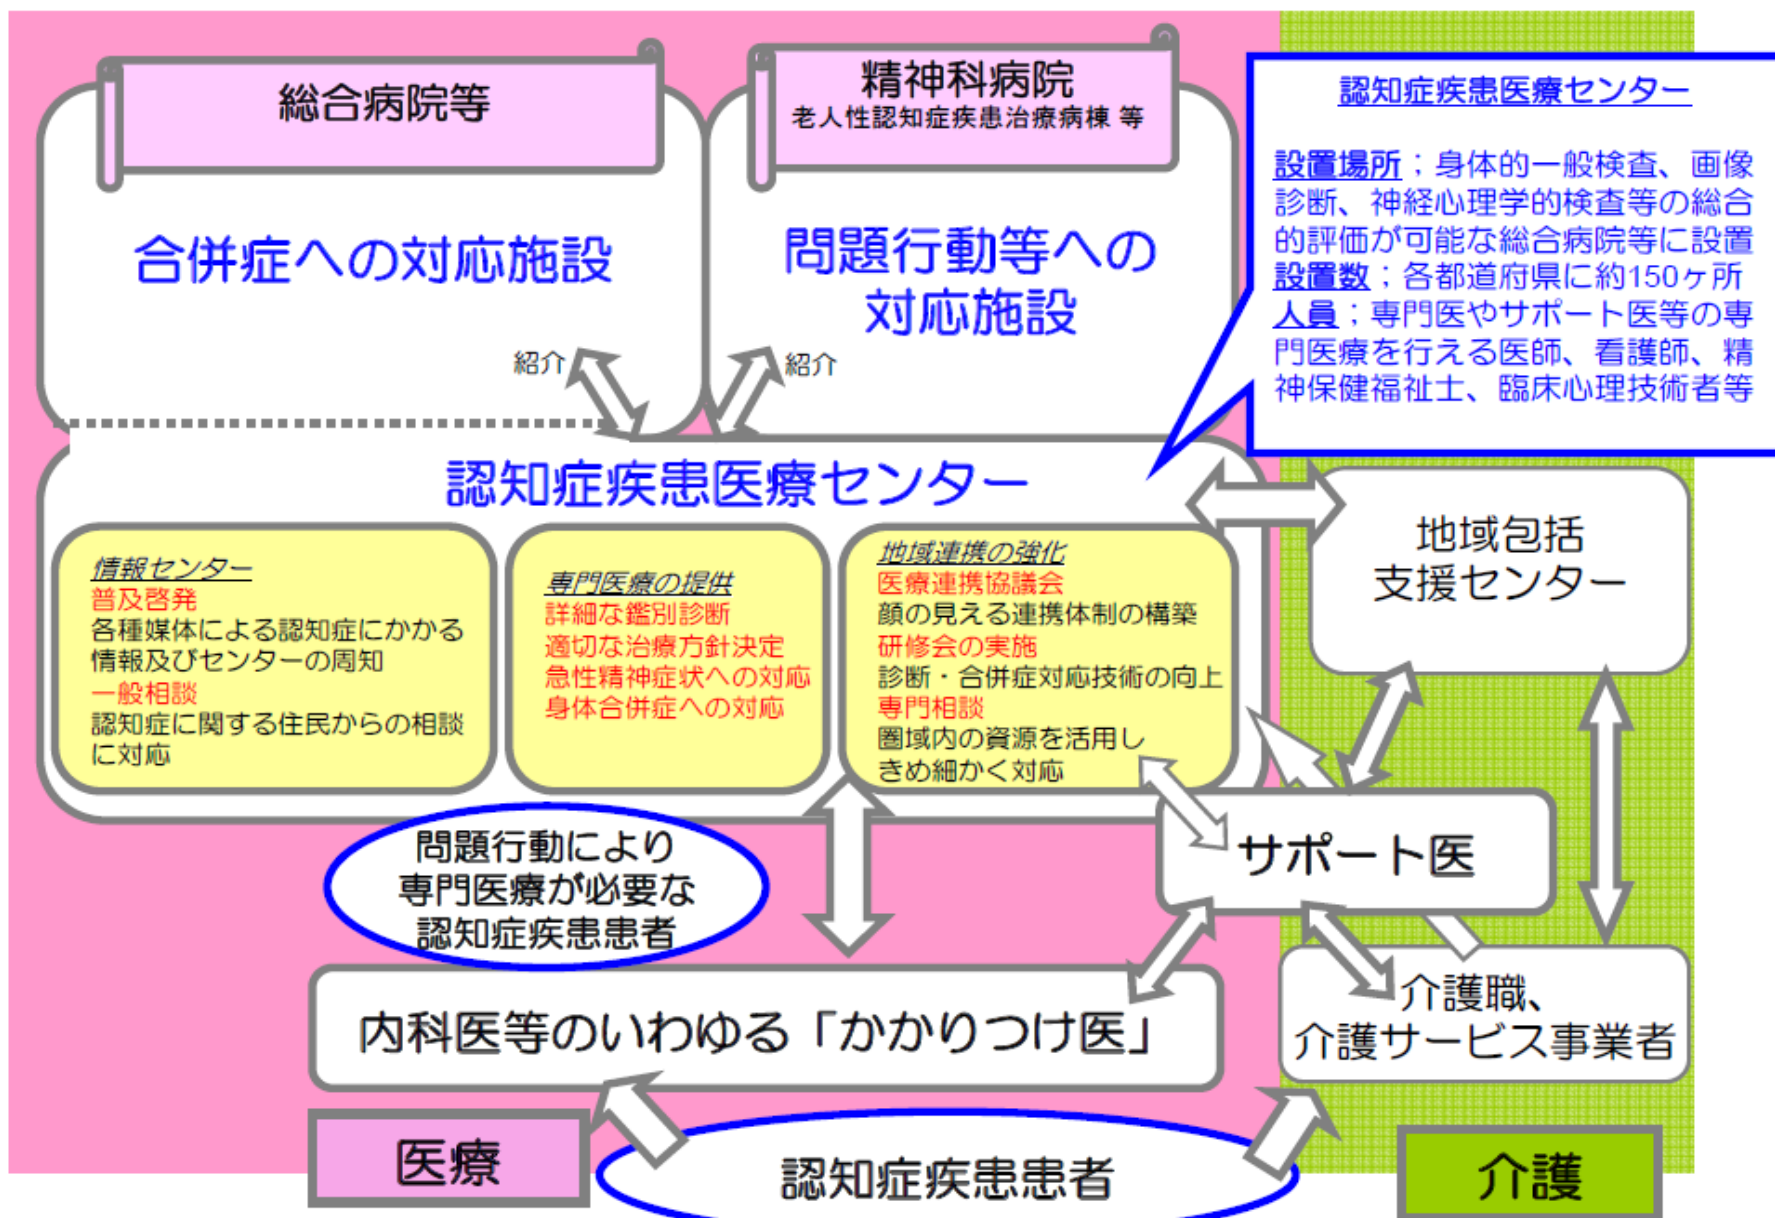 総合病院等
精神科病院
老人性認知症疾患治療病棟 等
合併症への対応施設
問題行動等への
対応施設
紹介
紹介
認知症疾患医療センター
設置場所；身体的一般検査、画像
診断、神経心理学的検査等の総合
的評価が可能な総合病院等に設置
設置数；各都道府県に約150ヶ所
人員；専門医やサポート医等の専
門医療を行える医師、看護師、精
神保健福祉士、臨床心理技術者等
認知症疾患医療センター
情報センター
普及啓発
各種媒体による認知症にかかる
情報及びセンターの周知
一般相談
認知症に関する住民からの相談
に対応
専門医療の提供
詳細な鑑別診断
適切な治療方針決定
急性精神症状への対応
身体合併症への対応
地域連携の強化
医療連携協議会
顔の見える連携体制の構築
研修会の実施
診断・合併症対応技術の向上
専門相談
圏域内の資源を活用し
きめ細かく対応
地域包括
支援センター
問題行動により
専門医療が必要な
認知症疾患患者
サポート医
内科医等のいわゆる「かかりつけ医」
介護職、
介護サービス事業者
医療
認知症疾患患者
介護